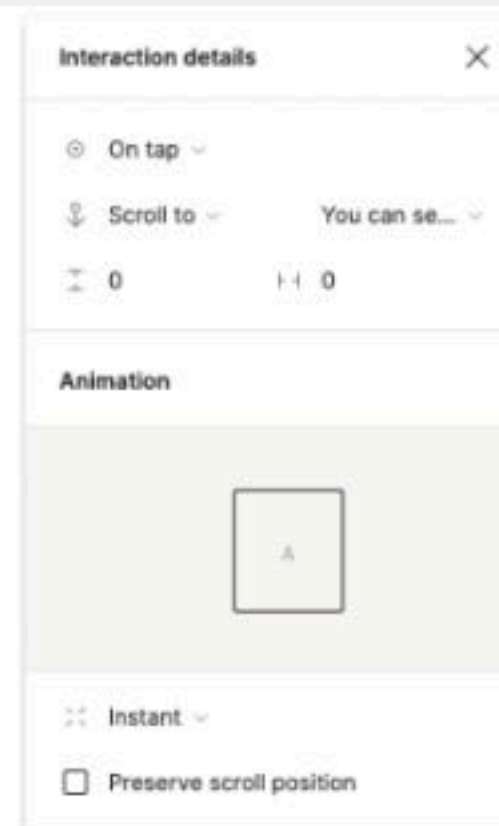 Interaction details
On tap
Scroll to You can se...
0 0
Animation
A
Instant
Preserve scroll position